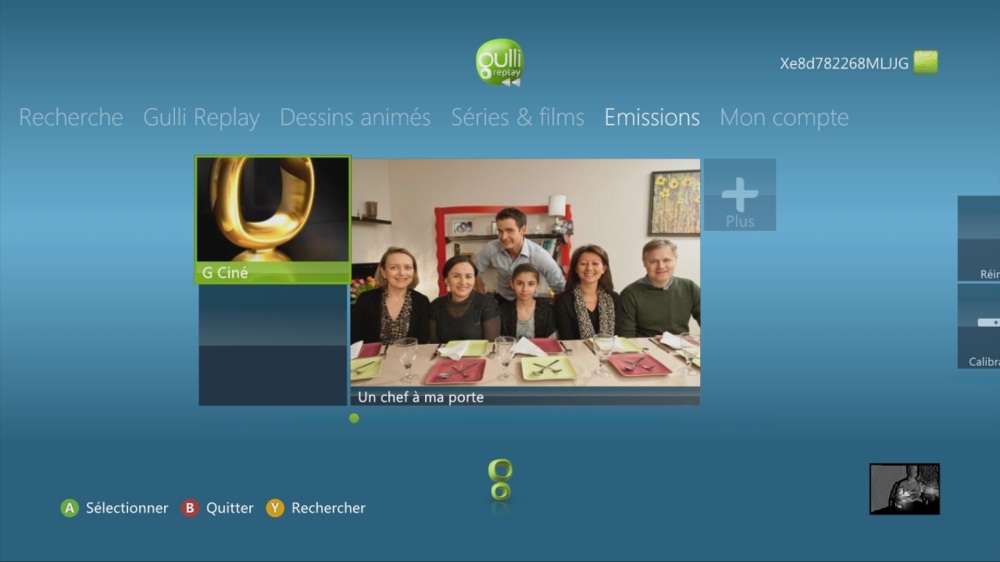 gulli
replay
Xe8d782268MLJJG
Recherche Gulli Replay Dessins animés Séries & films Emissions Mon compte
G Ciné
Un chef à ma porte
Plus
Réin
Calibra
A Sélectionner B Quitter Y Rechercher